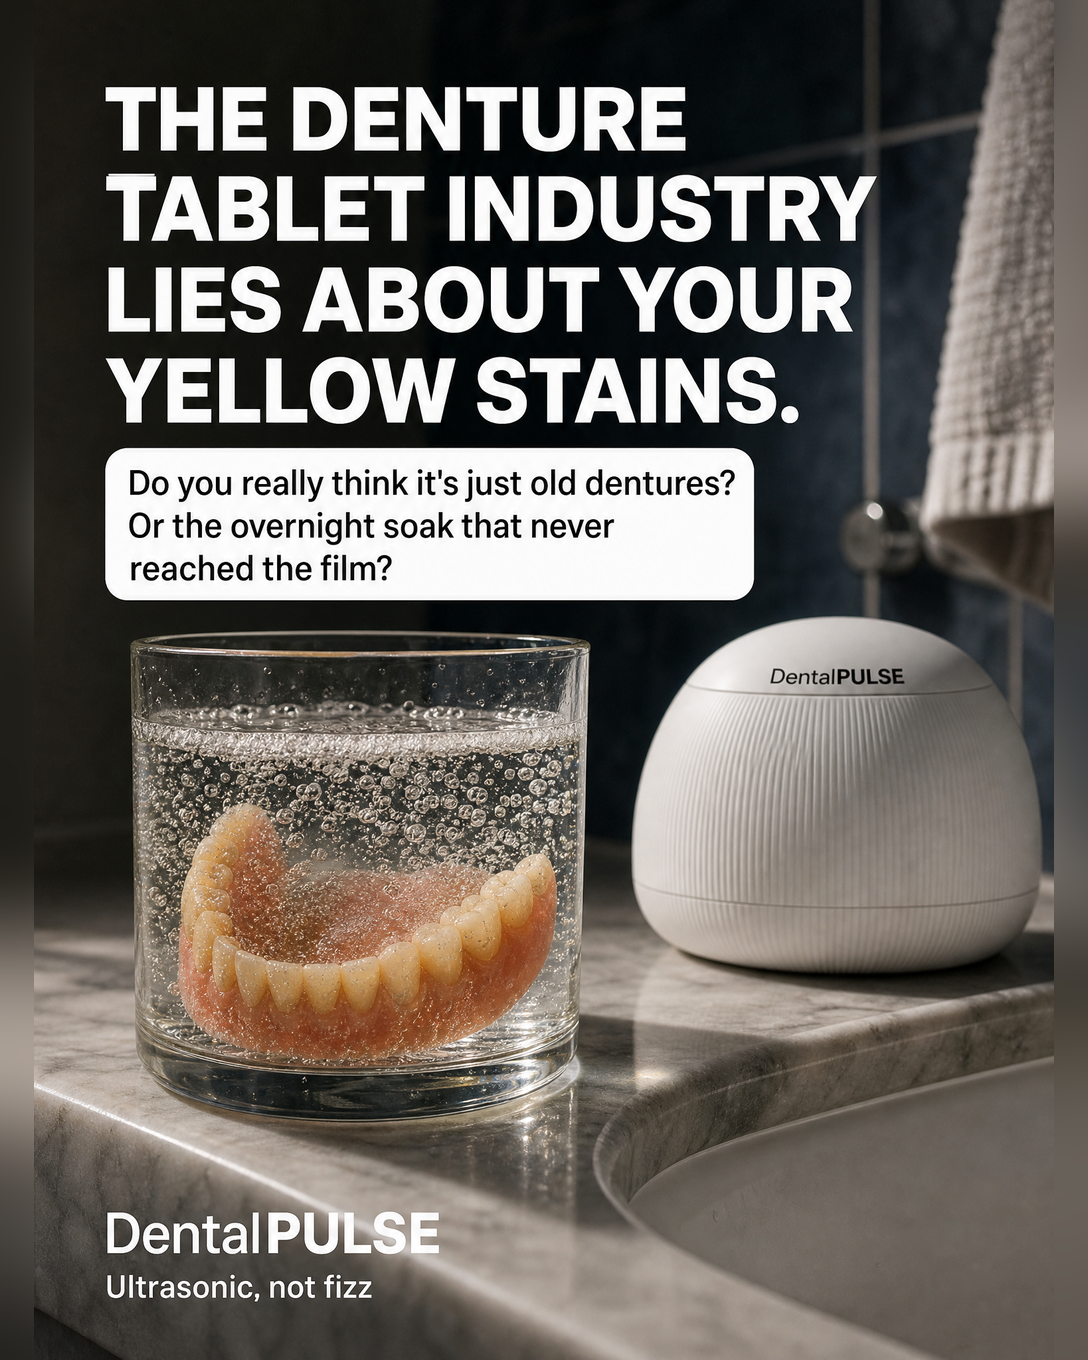 THE DENTURE
TABLET INDUSTRY
LIES ABOUT YOUR
YELLOW STAINS.
Do you really think it's just old dentures?
Or the overnight soak that never
reached the film?
DentalPULSE
DentalPULSE
Ultrasonic, not fizz